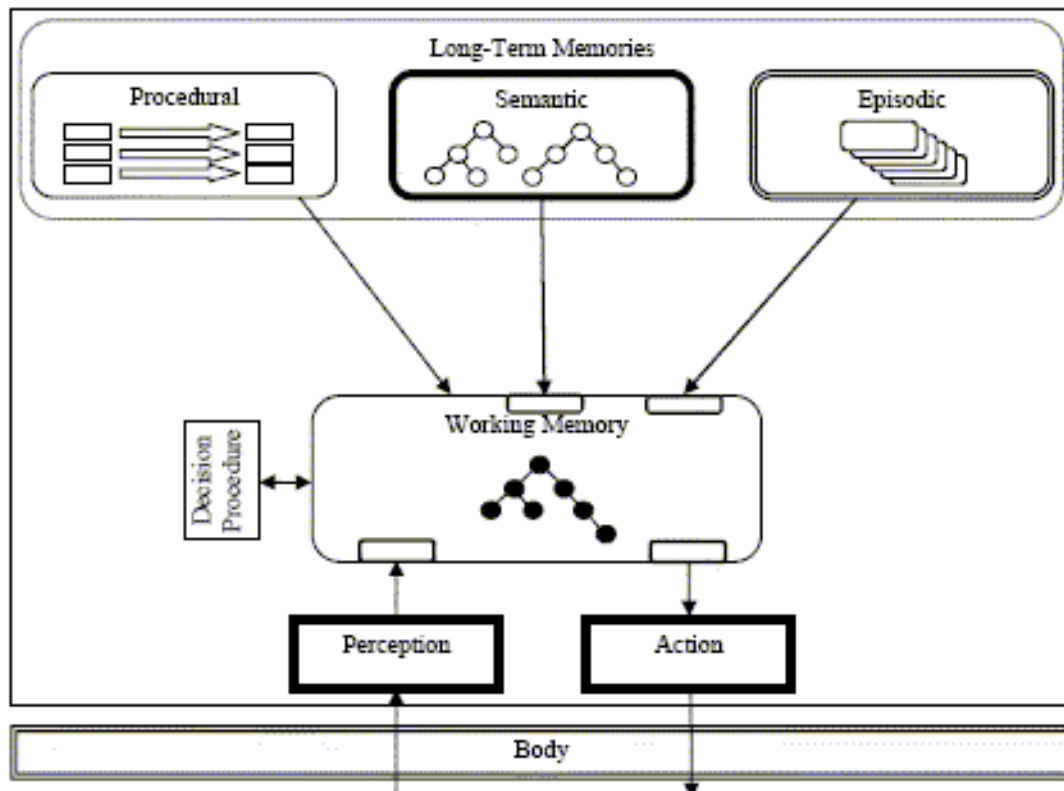 Long-Term Memories
Procedural
Semantic
Episodic
Working Memory
Decision
Procedure
Perception
Action
Body